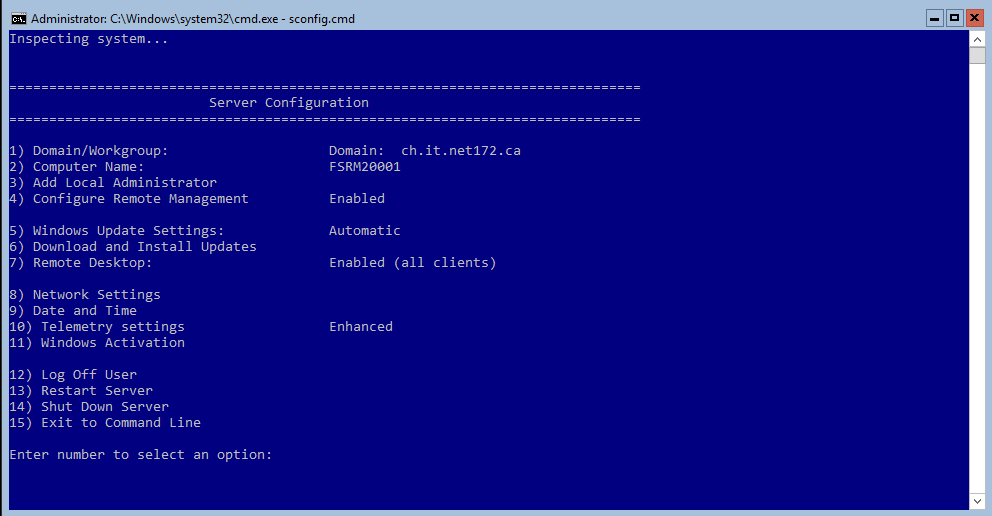 Administrator: C:\Windows\system32\cmd.exe - sconfig.cmd
Inspecting system...
===============================================================================
Server Configuration
===============================================================================
1) Domain/Workgroup: Domain: ch.it.net172.ca
2) Computer Name: FSRM20001
3) Add Local Administrator
4) Configure Remote Management Enabled
5) Windows Update Settings: Automatic
6) Download and Install Updates
7) Remote Desktop: Enabled (all clients)
8) Network Settings
9) Date and Time
10) Telemetry settings Enhanced
11) Windows Activation
12) Log Off User
13) Restart Server
14) Shut Down Server
15) Exit to Command Line
Enter number to select an option: